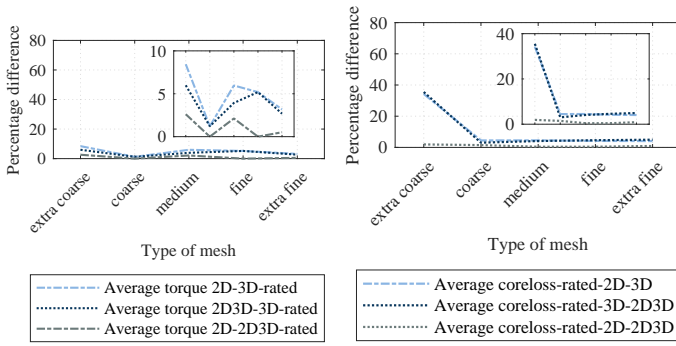 80
60
40
20
0
Percentage difference
10
5
0
extra coarse
coarse
medium
fine
extra fine
Type of mesh
Average torque 2D-3D-rated
Average torque 2D3D-3D-rated
Average torque 2D-2D3D-rated
80
60
40
20
0
Percentage difference
40
20
0
extra coarse
coarse
medium
fine
extra fine
Type of mesh
Average coreloss-rated-2D-3D
Average coreloss-rated-3D-2D3D
Average coreloss-rated-2D-2D3D